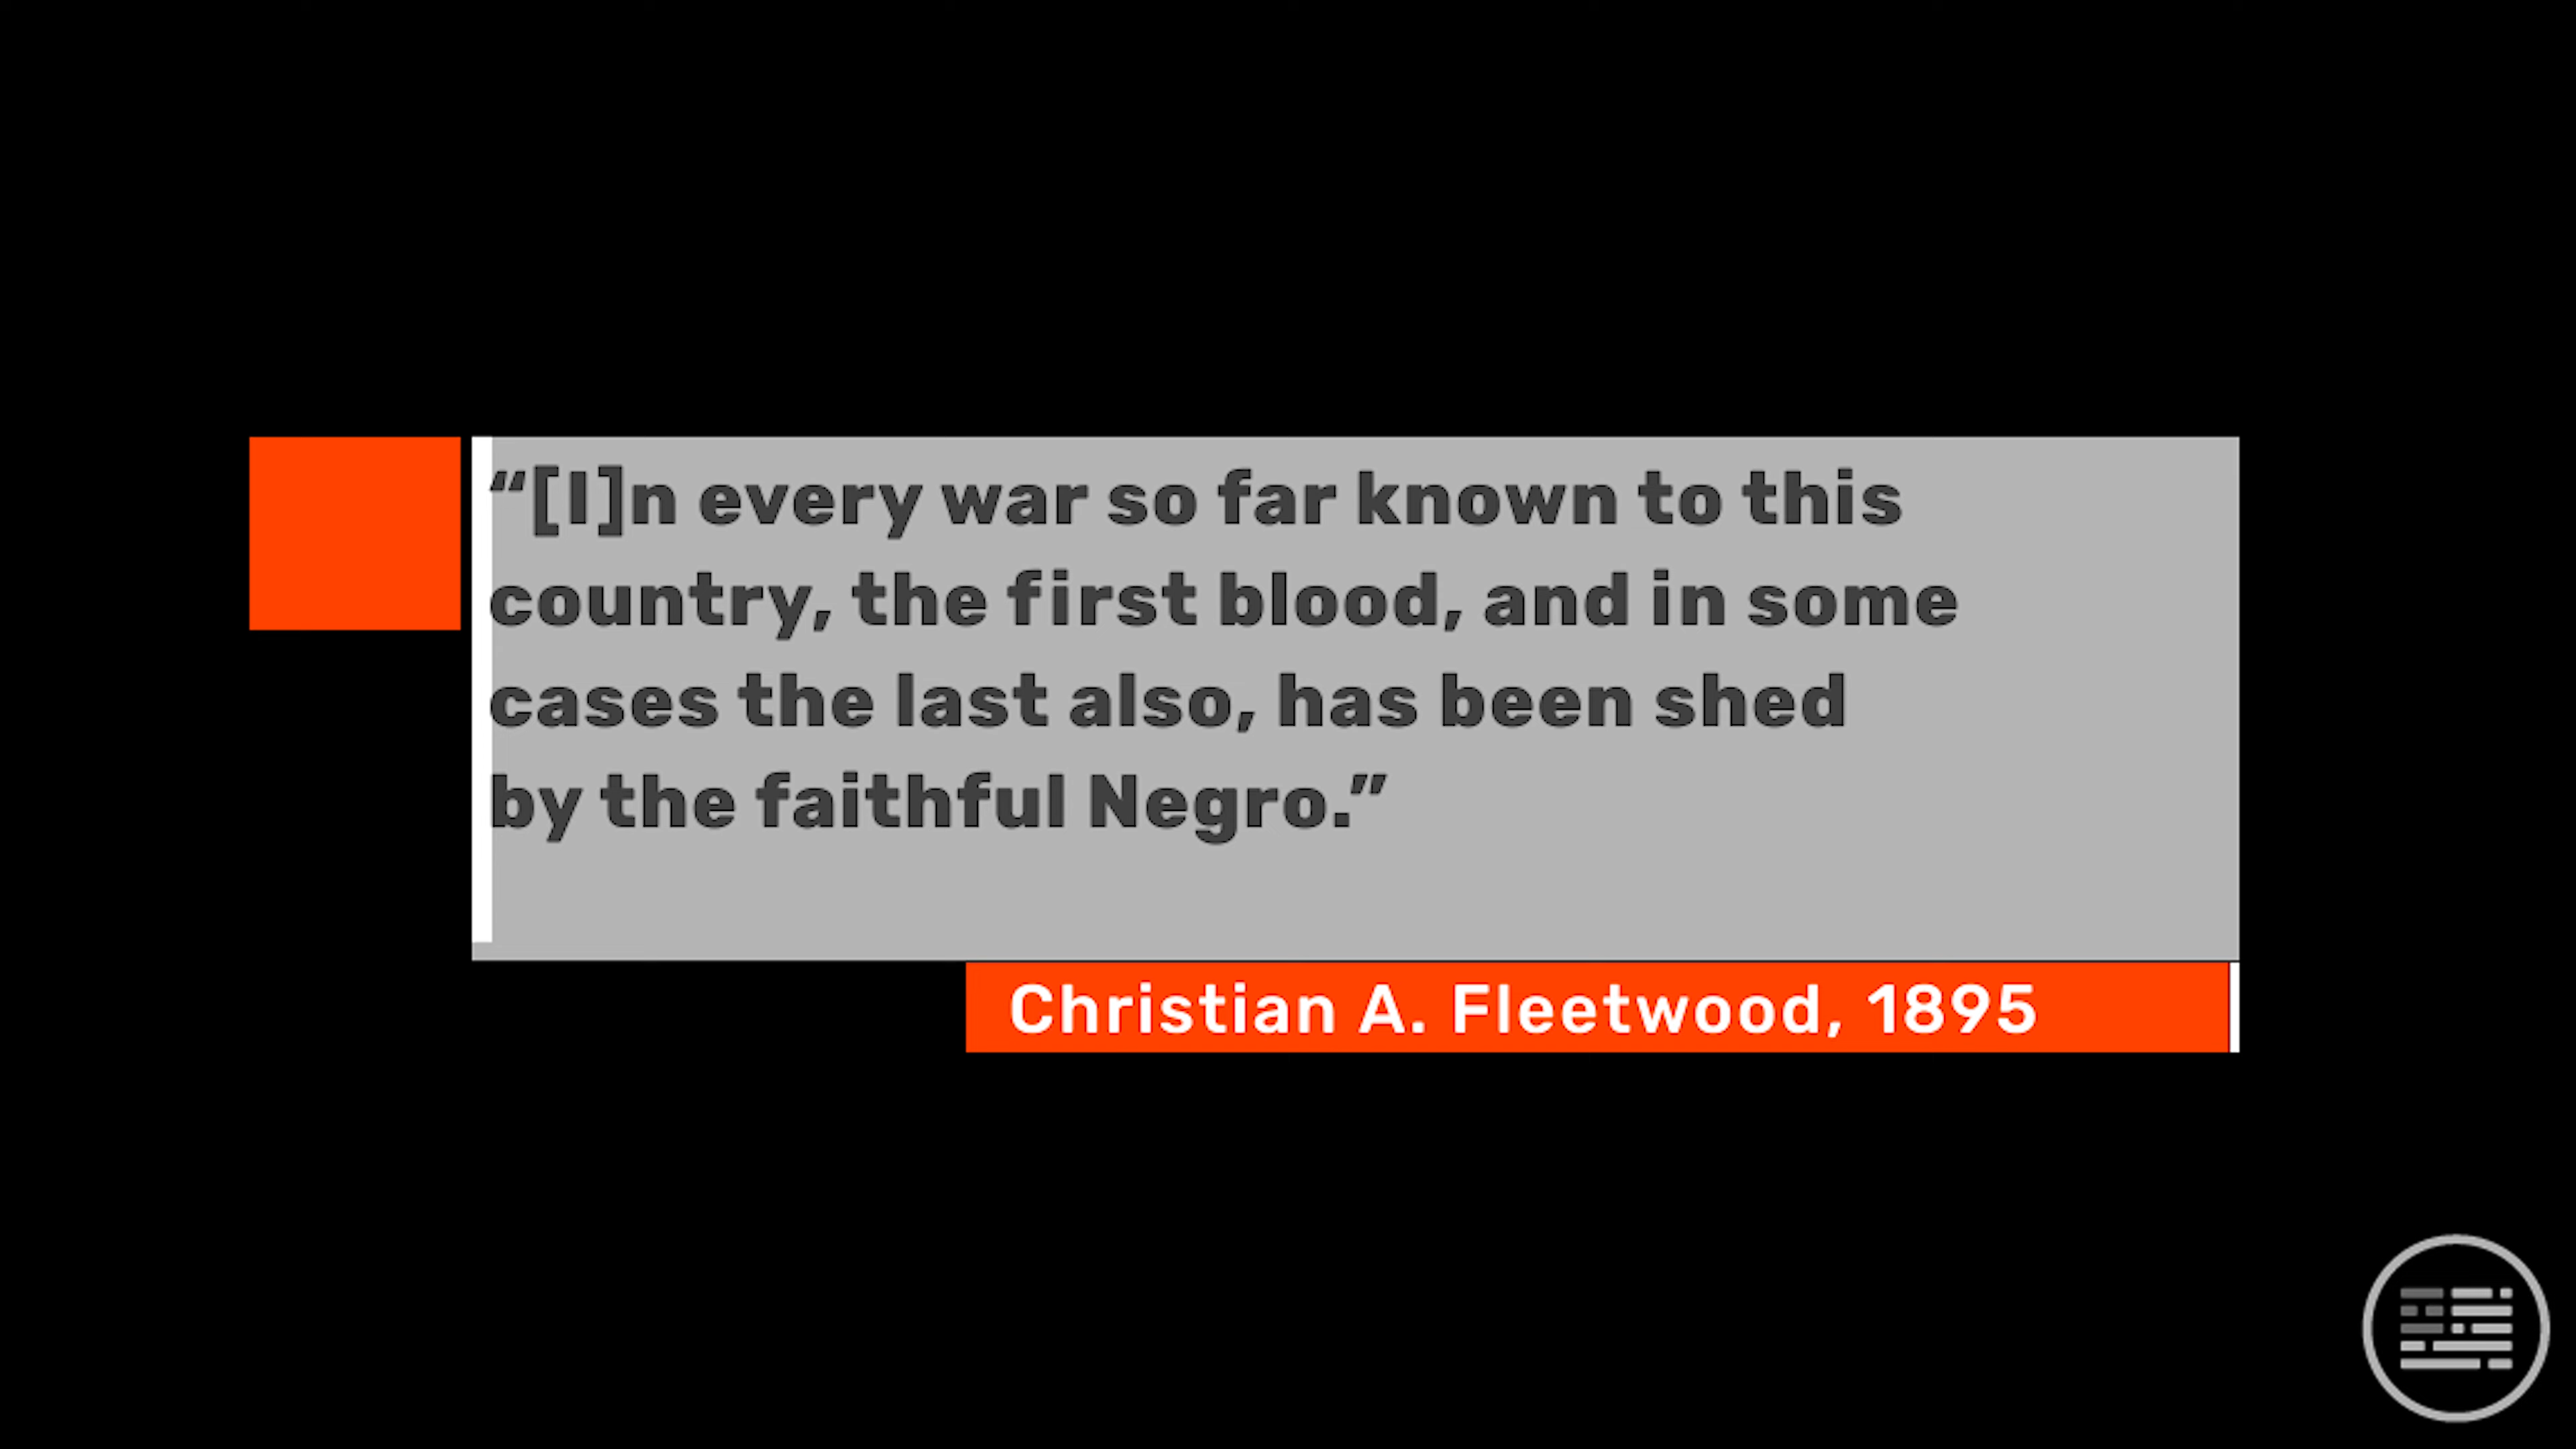 “[I]n every war so far known to this
country, the first blood, and in some
cases the last also, has been shed
by the faithful Negro.”
Christian A. Fleetwood, 1895